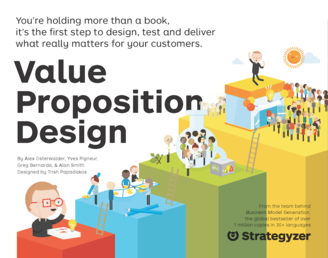 You're holding more than a book,
it's the first step to design, test and deliver
what really matters for your customers.
Value
Proposition
Design
By Alex Osterwalder, Yves Pigneur,
Greg Bernarda, & Alan Smith
Designed by Trish Papadakos
From the team behind
Business Model Generation,
the global bestseller of over
1 million copies in 30+ languages
Strategyzer